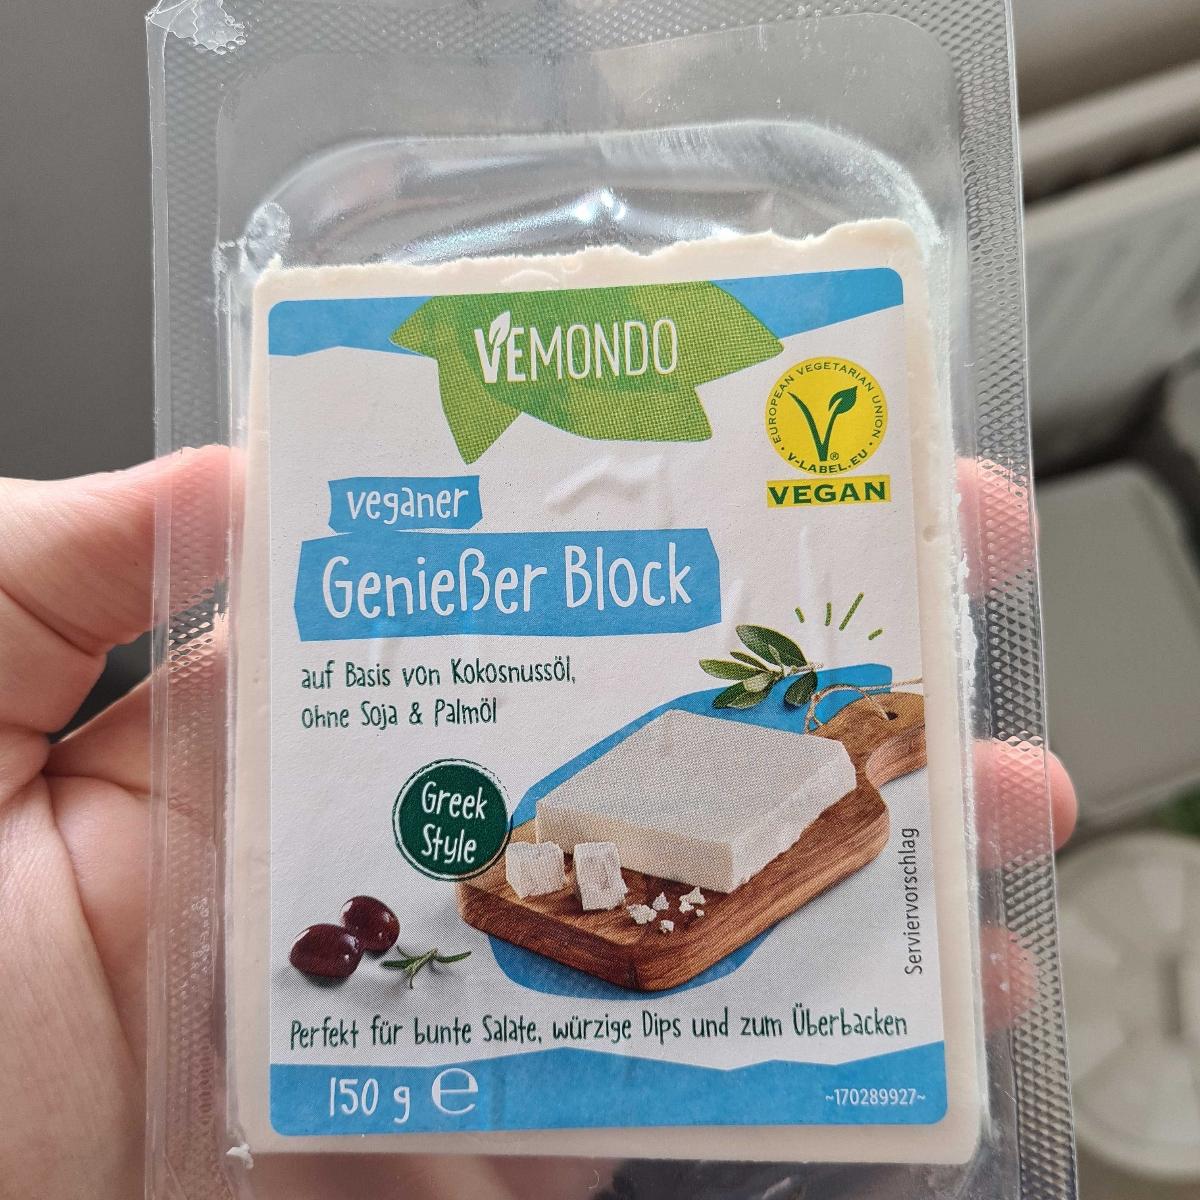 VEMONDO
EUROPEAN VEGETARIAN UNION
V-LABEL.EU
®
VEGAN
veganer
Genießer Block
auf Basis von Kokosnussöl,
ohne Soja & Palmöl
Greek
Style
Serviervorschlag
Perfekt für bunte Salate, würzige Dips und zum Überbacken
150 g ℮
~170289927~